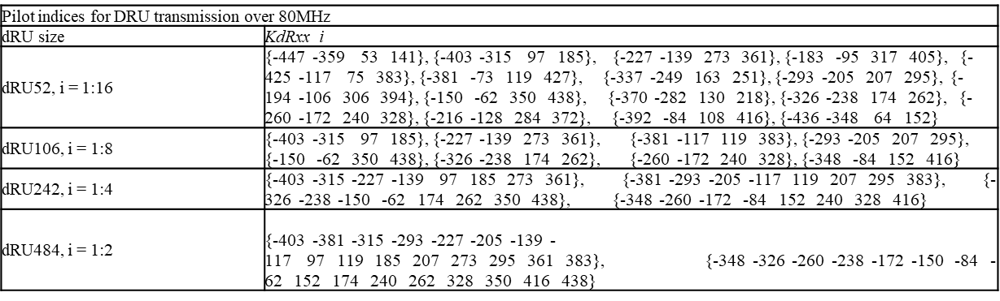 Pilot indices for DRU transmission over 80MHz
dRU size KdRxx_i
dRU52, i = 1:16
{-447 -359 53 141}, {-403 -315 97 185}, {-227 -139 273 361}, {-183 -95 317 405}, {-
425 -117 75 383}, {-381 -73 119 427}, {-337 -249 163 251}, {-293 -205 207 295}, {-
194 -106 306 394}, {-150 -62 350 438}, {-370 -282 130 218}, {-326 -238 174 262}, {-
260 -172 240 328}, {-216 -128 284 372}, {-392 -84 108 416}, {-436 -348 64 152}
dRU106, i = 1:8
{-403 -315 97 185}, {-227 -139 273 361}, {-381 -117 119 383}, {-293 -205 207 295},
{-150 -62 350 438}, {-326 -238 174 262}, {-260 -172 240 328}, {-348 -84 152 416}
dRU242, i = 1:4
{-403 -315 -227 -139 97 185 273 361}, {-381 -293 -205 -117 119 207 295 383}, {-
326 -238 -150 -62 174 262 350 438}, {-348 -260 -172 -84 152 240 328 416}
dRU484, i = 1:2
{-403 -381 -315 -293 -227 -205 -139 -
117 97 119 185 207 273 295 361 383}, {-348 -326 -260 -238 -172 -150 -84 -
62 152 174 240 262 328 350 416 438}